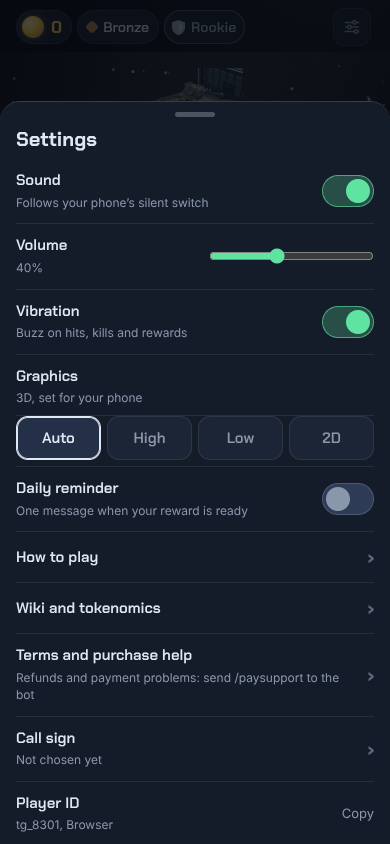 0 Bronze Rookie
Settings
Sound
Follows your phone's silent switch
Volume
40%
Vibration
Buzz on hits, kills and rewards
Graphics
3D, set for your phone
Auto High Low 2D
Daily reminder
One message when your reward is ready
How to play
Wiki and tokenomics
Terms and purchase help
Refunds and payment problems: send /paysupport to the
bot
Call sign
Not chosen yet
Player ID
tg_8301, Browser
Copy